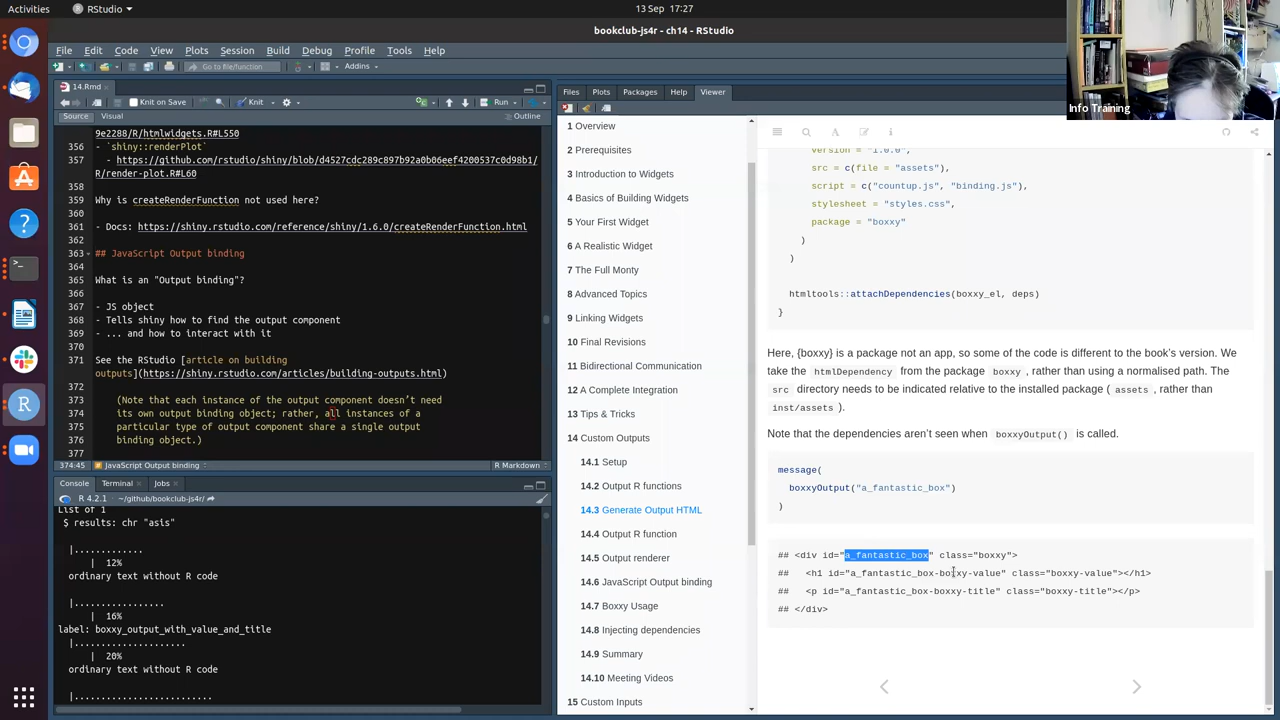 Activities
RStudio
13 Sep 17:27
bookclub-js4r - ch14 - RStudio
File Edit Code View Plots Session Build Debug Profile Tools Help
Go to file/function
Addins
14.Rmd
Knit on Save
Knit
Run
Source
Visual
Outline
9e2288/R/htmlwidgets.R#L550
356 - `shiny::renderPlot`
357 - https://github.com/rstudio/shiny/blob/d4527cdc289c897b92a0b06eef4200537c0d98b1/
R/render-plot.R#L60
358
359 Why is createRenderFunction not used here?
360
361 - Docs: https://shiny.rstudio.com/reference/shiny/1.6.0/createRenderFunction.html
362
363 ## JavaScript Output binding
364
365 What is an "Output binding"?
366
367 - JS object
368 - Tells shiny how to find the output component
369 - ... and how to interact with it
370
371 See the RStudio [article on building
outputs](https://shiny.rstudio.com/articles/building-outputs.html)
372
373 (Note that each instance of the output component doesn’t need
374 its own output binding object; rather, all instances of a
375 particular type of output component share a single output
376 binding object.)
377
374:45
JavaScript Output binding
R Markdown
Console
Terminal
Jobs
R 4.2.1 · ~/github/bookclub-js4r/
List of 1
$ results: chr "asis"
|.............
| 12%
ordinary text without R code
|.................
| 16%
label: boxxy_output_with_value_and_title
|.....................
| 20%
ordinary text without R code
|.........................
Files
Plots
Packages
Help
Viewer
1 Overview
2 Prerequisites
3 Introduction to Widgets
4 Basics of Building Widgets
5 Your First Widget
6 A Realistic Widget
7 The Full Monty
8 Advanced Topics
9 Linking Widgets
10 Final Revisions
11 Bidirectional Communication
12 A Complete Integration
13 Tips & Tricks
14 Custom Outputs
14.1 Setup
14.2 Output R functions
14.3 Generate Output HTML
14.4 Output R function
14.5 Output renderer
14.6 JavaScript Output binding
14.7 Boxxy Usage
14.8 Injecting dependencies
14.9 Summary
14.10 Meeting Videos
15 Custom Inputs
version = "1.0.0",
src = c(file = "assets"),
script = c("countup.js", "binding.js"),
stylesheet = "styles.css",
package = "boxxy"
)
)
htmltools::attachDependencies(boxxy_el, deps)
}
Here, {boxxy} is a package not an app, so some of the code is different to the book’s version. We
take the htmlDependency from the package boxxy , rather than using a normalised path. The
src directory needs to be indicated relative to the installed package ( assets , rather than
inst/assets ).
Note that the dependencies aren’t seen when boxxyOutput() is called.
message(
boxxyOutput("a_fantastic_box")
)
## <div id="a_fantastic_box" class="boxxy">
## <h1 id="a_fantastic_box-boxxy-value" class="boxxy-value"></h1>
## <p id="a_fantastic_box-boxxy-title" class="boxxy-title"></p>
## </div>
Info Training